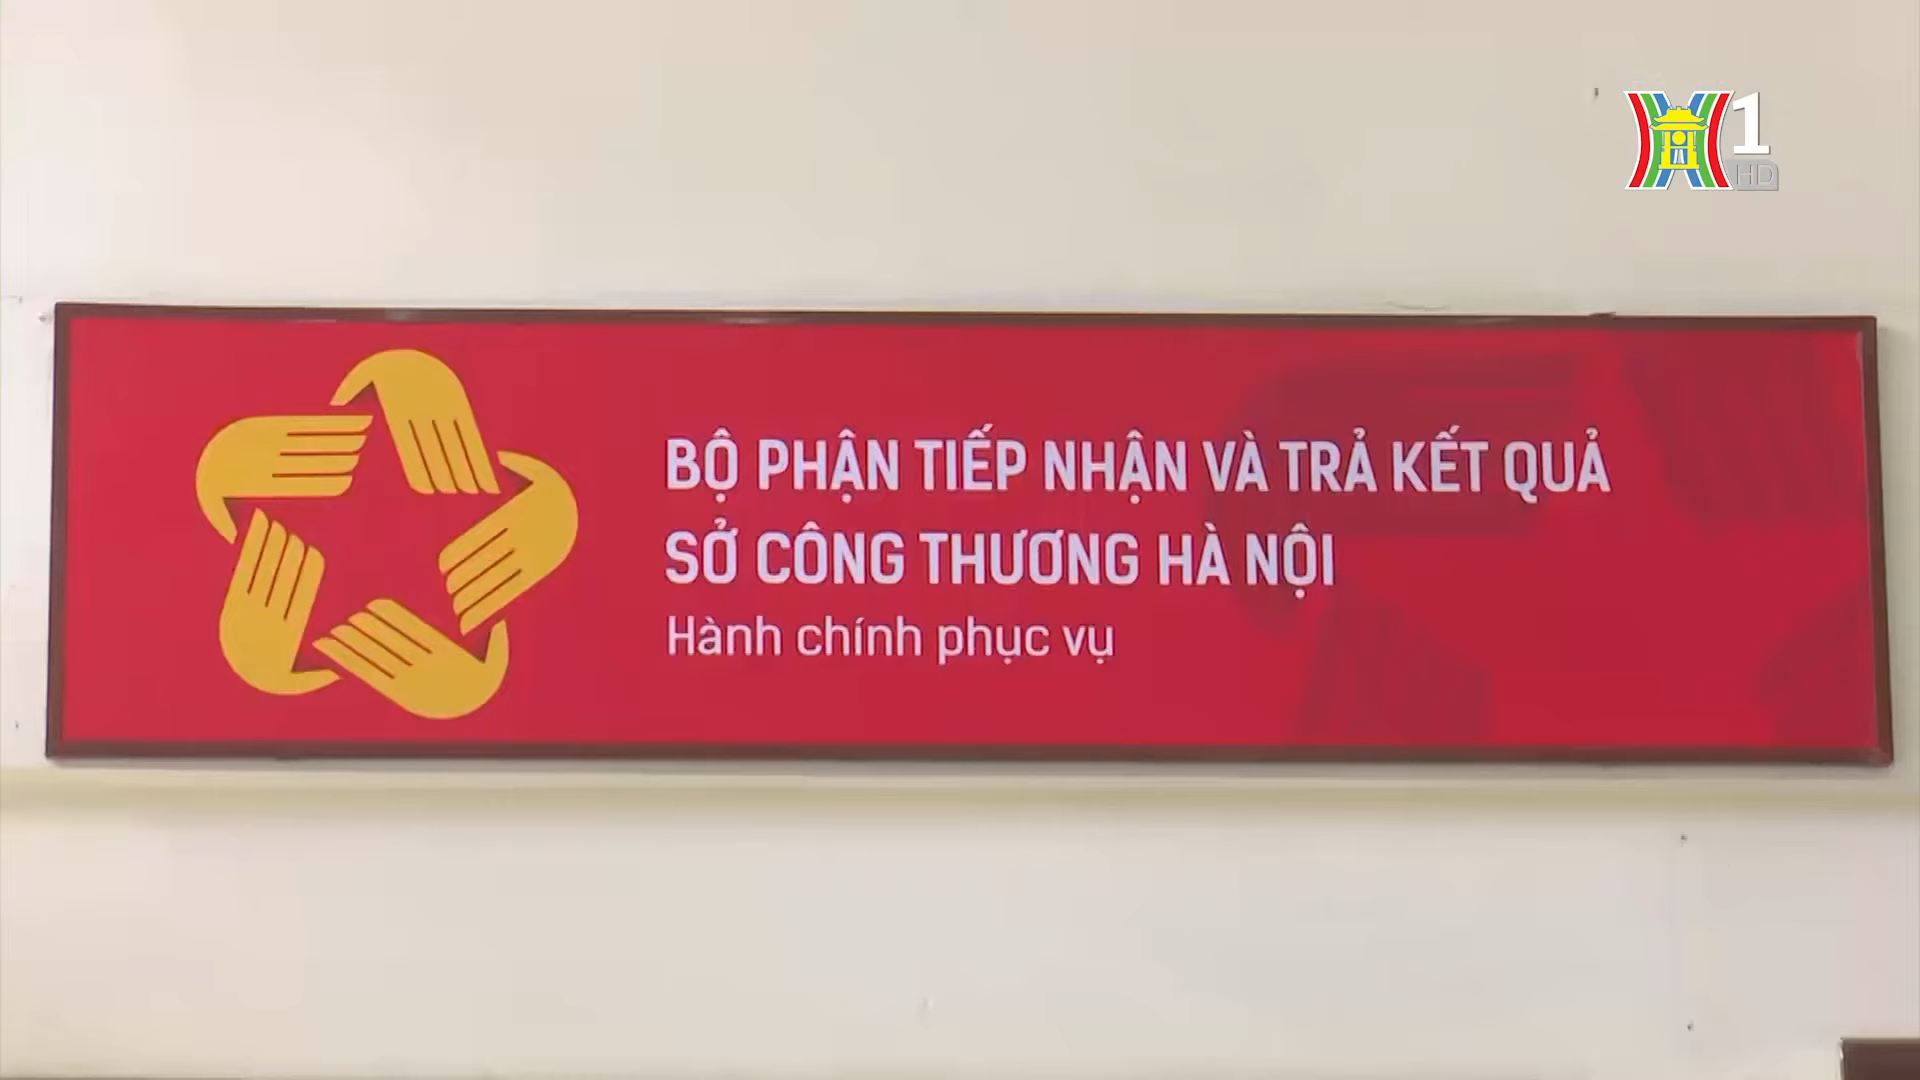 1
HD
BỘ PHẬN TIẾP NHẬN VÀ TRẢ KẾT QUẢ
SỞ CÔNG THƯƠNG HÀ NỘI
Hành chính phục vụ